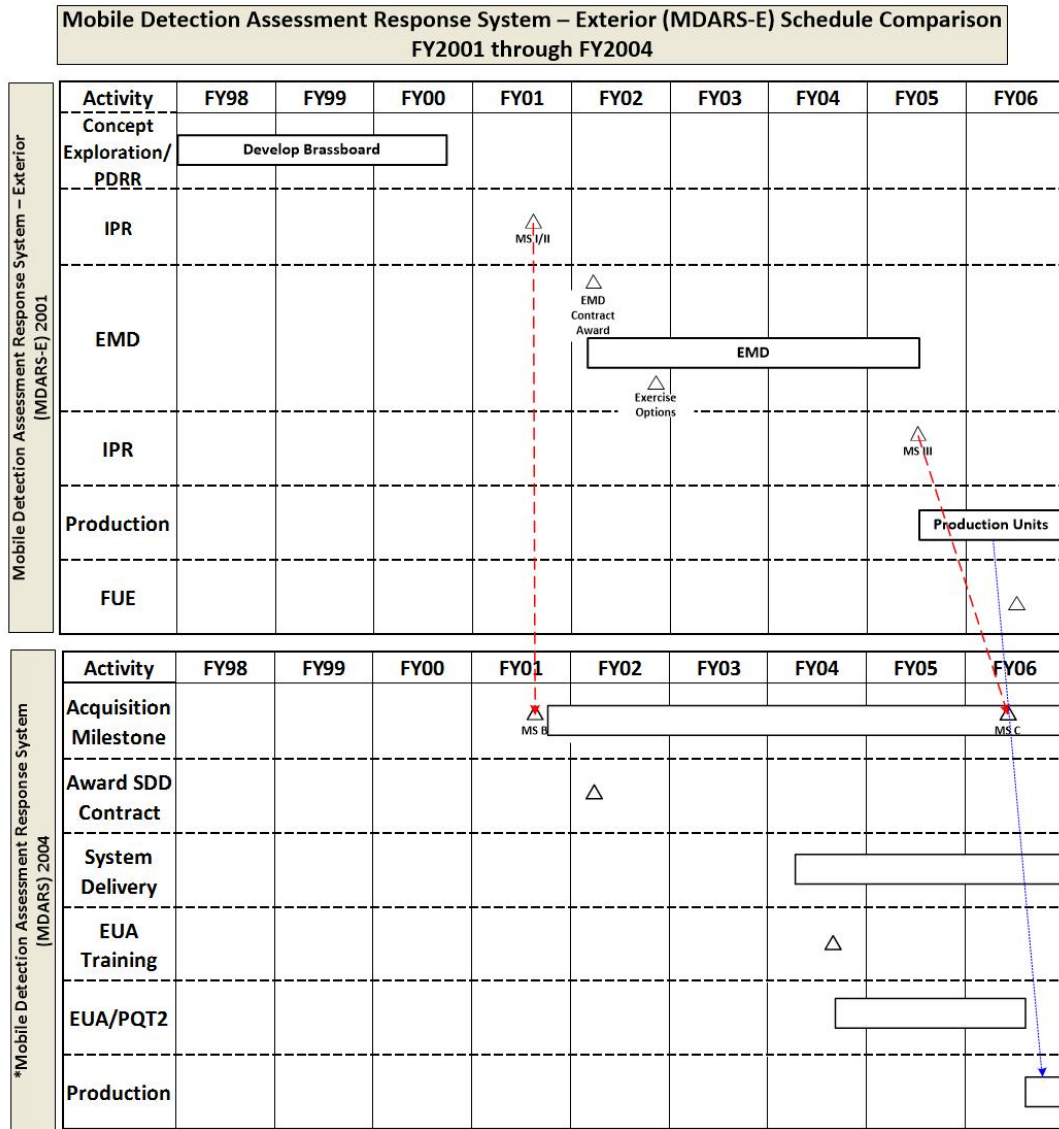 Mobile Detection Assessment Response System – Exterior (MDARS-E) Schedule Comparison
FY2001 through FY2004
Mobile Detection Assessment Response System – Exterior
(MDARS-E) 2001
Activity FY98 FY99 FY00 FY01 FY02 FY03 FY04 FY05 FY06
Concept
Exploration/
PDRR
Develop Brassboard
IPR
MS I/II
EMD
EMD
Contract
Award
EMD
Exercise
Options
IPR
MS III
Production
Production Units
FUE
*Mobile Detection Assessment Response System
(MDARS) 2004
Activity FY98 FY99 FY00 FY01 FY02 FY03 FY04 FY05 FY06
Acquisition
Milestone
MS B
MS C
Award SDD
Contract
System
Delivery
EUA
Training
EUA/PQT2
Production